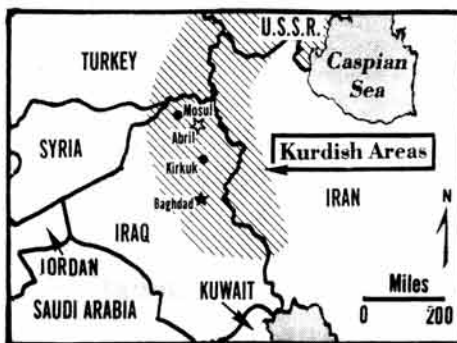 U.S.S.R.
TURKEY
Caspian
Sea
Mosul
Abril
SYRIA
Kurdish Areas
Kirkuk
IRAN
Baghdad
N
IRAQ
JORDAN
Miles
KUWAIT
SAUDI ARABIA
0 200